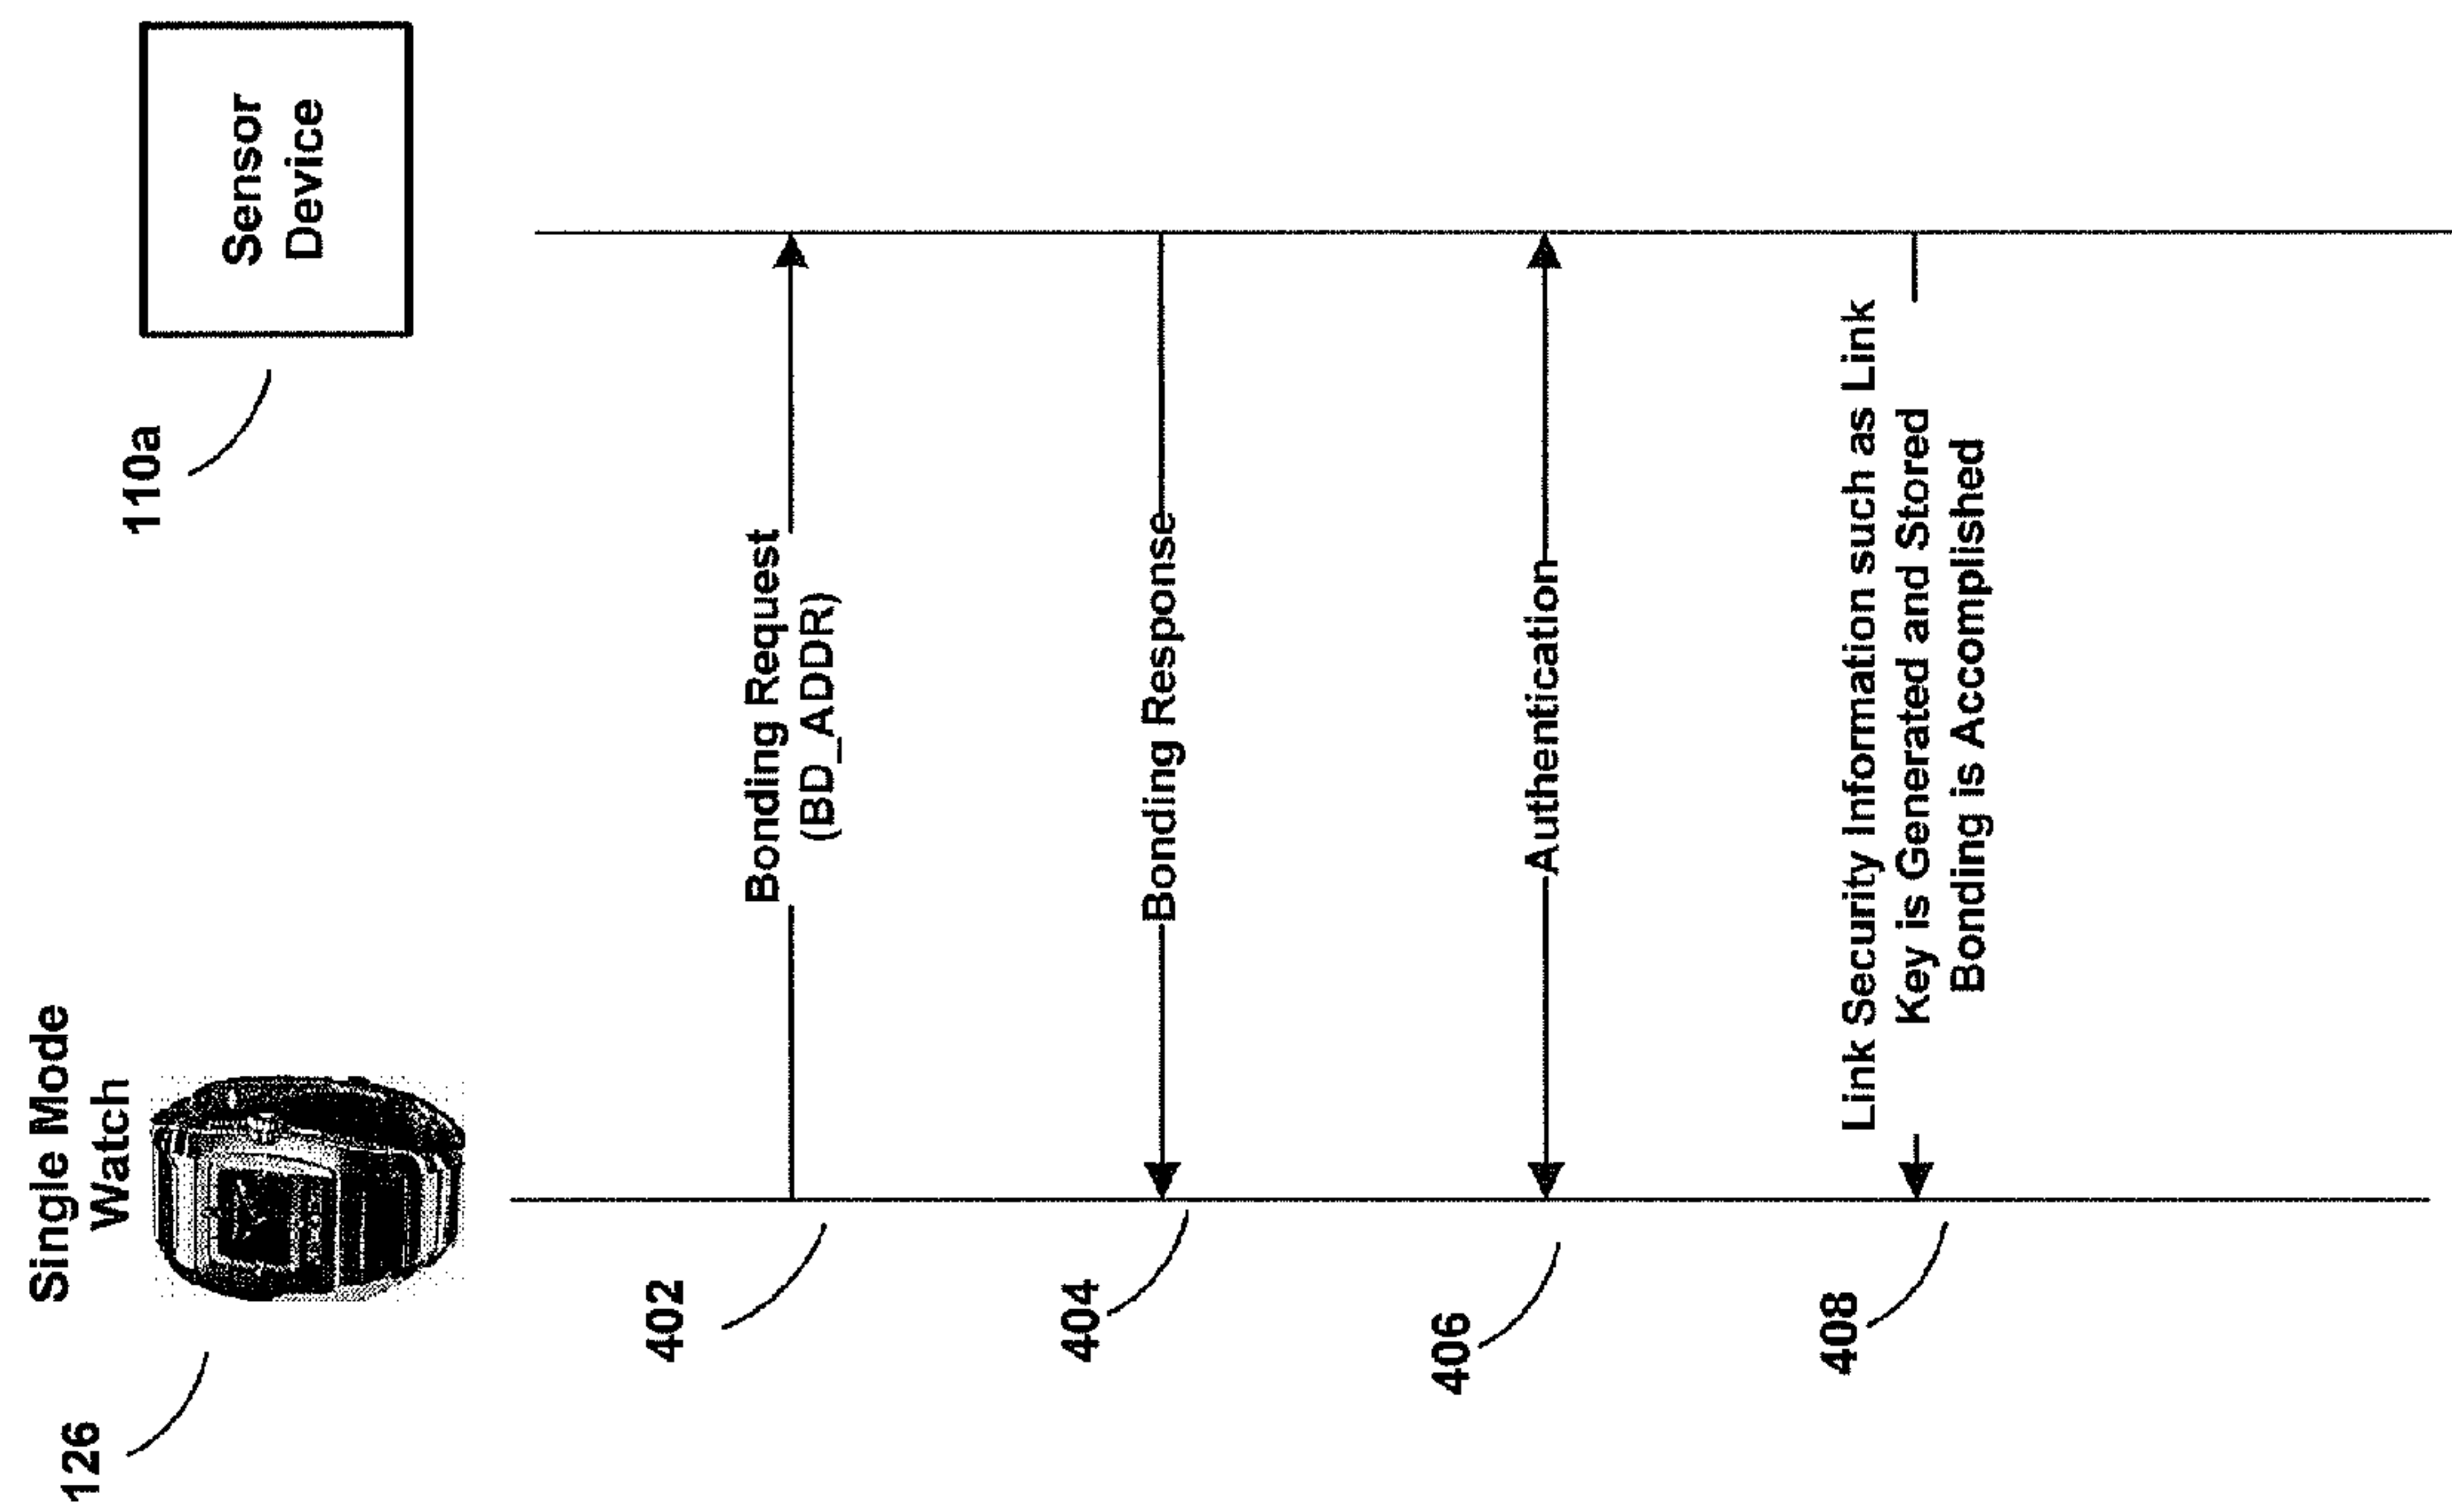 Single Mode
Watch
126
110a
Sensor
Device
402
Bonding Request
(BD_ADDR)
404
Bonding Response
406
Authentication
408
Link Security Information such as Link
Key is Generated and Stored
Bonding is Accomplished